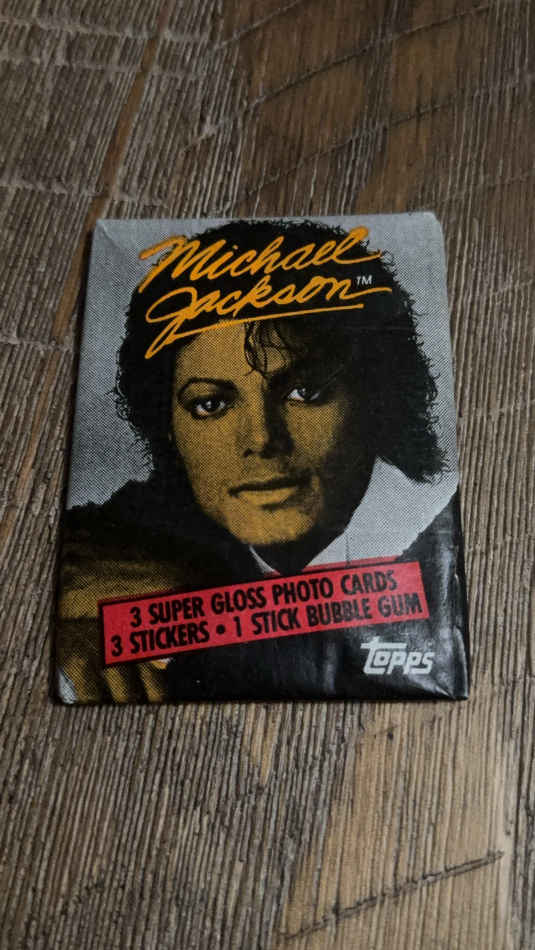 Michael
Jackson™
3 SUPER GLOSS PHOTO CARDS
3 STICKERS • 1 STICK BUBBLE GUM
topps